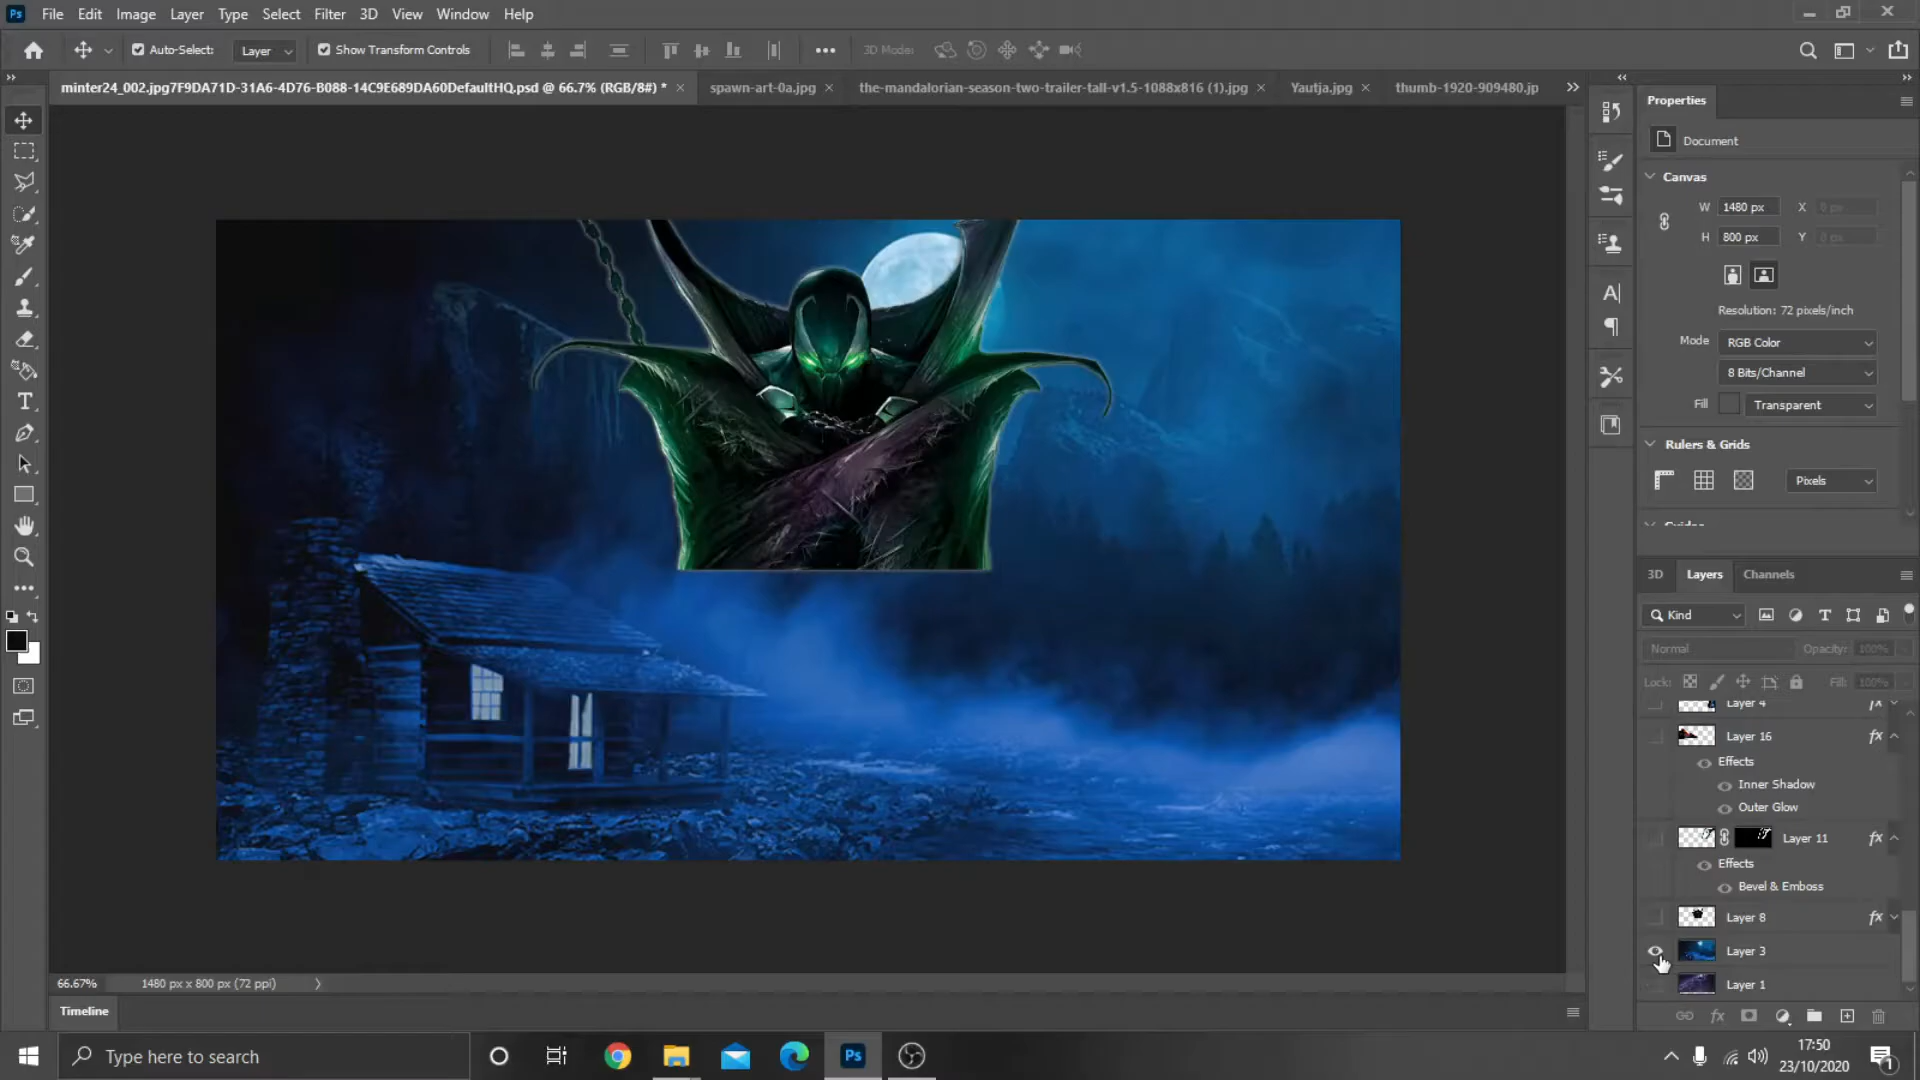 Ps File Edit Image Layer Type Select Filter 3D View Window Help
Auto-Select: Layer Show Transform Controls 3D Mode:
minter24_002.jpg7F9DA71D-31A6-4D76-B088-14C9E689DA60DefaultHQ.psd @ 66.7% (RGB/8#) * spawn-art-0a.jpg the-mandalorian-season-two-trailer-tall-v1.5-1088x816 (1).jpg Yautja.jpg thumb-1920-909480.jp
Properties
Document
Canvas
W 1480 px X 0 px
H 800 px Y 0 px
Resolution: 72 pixels/inch
Mode RGB Color
8 Bits/Channel
Fill Transparent
Rulers & Grids
Pixels
Guides
3D Layers Channels
Kind
Normal Opacity: 100%
Lock: Fill: 100%
Layer 4 fx
Layer 16 fx
Effects
Inner Shadow
Outer Glow
Layer 11 fx
Effects
Bevel & Emboss
Layer 8 fx
Layer 3
Layer 1
66.67% 1480 px x 800 px (72 ppi)
Timeline
fx
Type here to search
Ps
17:50
23/10/2020
1